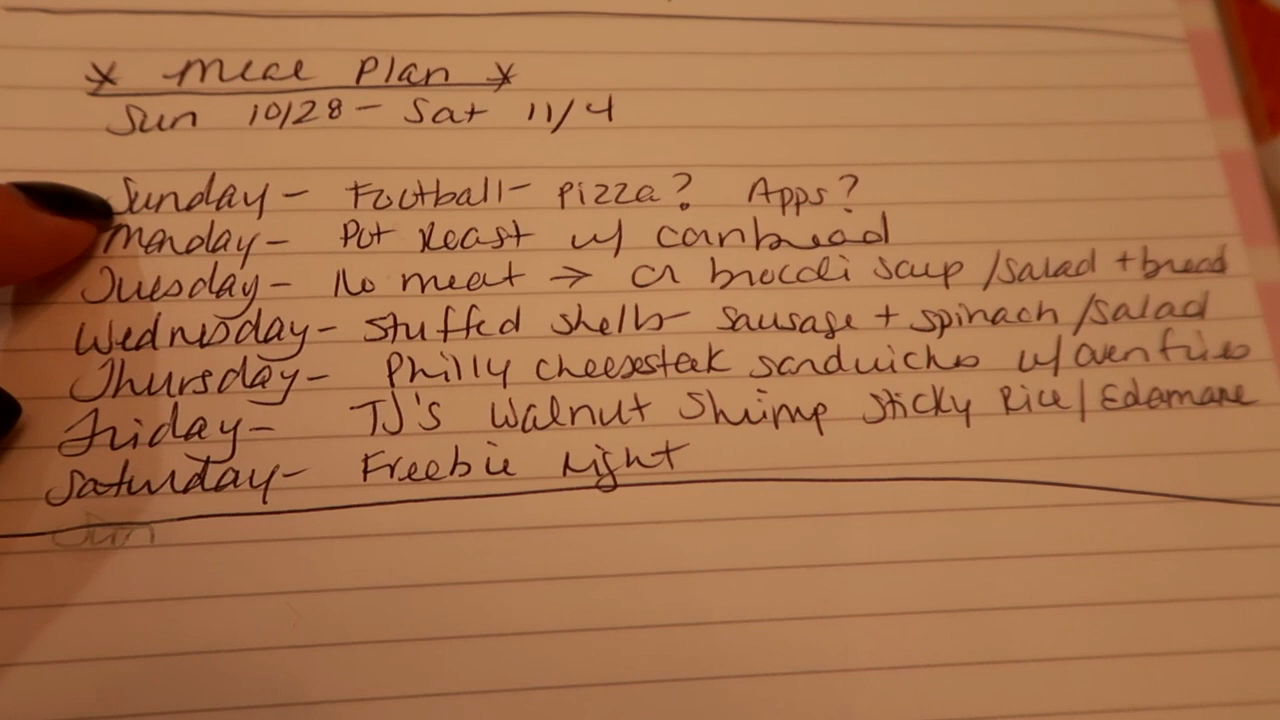 * Meal Plan *
Sun 10/28 - Sat 11/4
Sunday - Football - Pizza? Apps?
Monday - Pot Roast w/ cornbread
Tuesday - No meat → cr brocoli soup /salad + bread
Wednesday - Stuffed shells - sausage + spinach /salad
Thursday - Philly cheesesteak sandwiches w/ oven fries
Friday - TJ's Walnut Shrimp Sticky Rice / Edamame
Saturday - Freebie Night